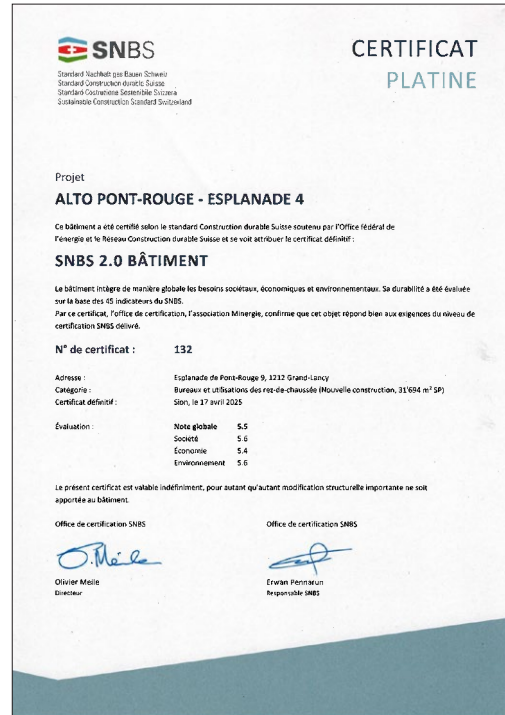 SNBS
CERTIFICAT
PLATINE
Standard Nachhaltiges Bauen Schweiz
Standard Construction durable Suisse
Standard Costruzione Sostenibile Svizzera
Sustainable Construction Standard Switzerland
Projet
ALTO PONT-ROUGE - ESPLANADE 4
Ce bâtiment a été certifié selon le standard Construction durable Suisse soutenu par l'Office fédéral de
l'énergie et le Réseau Construction durable Suisse et se voit attribuer le certificat définitif :
SNBS 2.0 BÂTIMENT
Le bâtiment intègre de manière globale les besoins sociétaux, économiques et environnementaux. Sa durabilité a été évaluée
sur la base des 45 indicateurs du SNBS.
Par ce certificat, l'office de certification, l'association Minergie, confirme que cet objet répond bien aux exigences du niveau de
certification SNBS délivré.
N° de certificat : 132
Adresse : Esplanade de Pont-Rouge 9, 1212 Grand-Lancy
Catégorie : Bureaux et utilisations des rez-de-chaussée (Nouvelle construction, 31'694 m² SP)
Certificat définitif : Sion, le 17 avril 2025
Évaluation : Note globale 5.5
Société 5.6
Économie 5.4
Environnement 5.6
Le présent certificat est valable indéfiniment, pour autant qu'autant modification structurelle importante ne soit
apportée au bâtiment.
Office de certification SNBS Office de certification SNBS
O. Meile
Olivier Meile Erwan Pennarun
Directeur Responsable SNBS